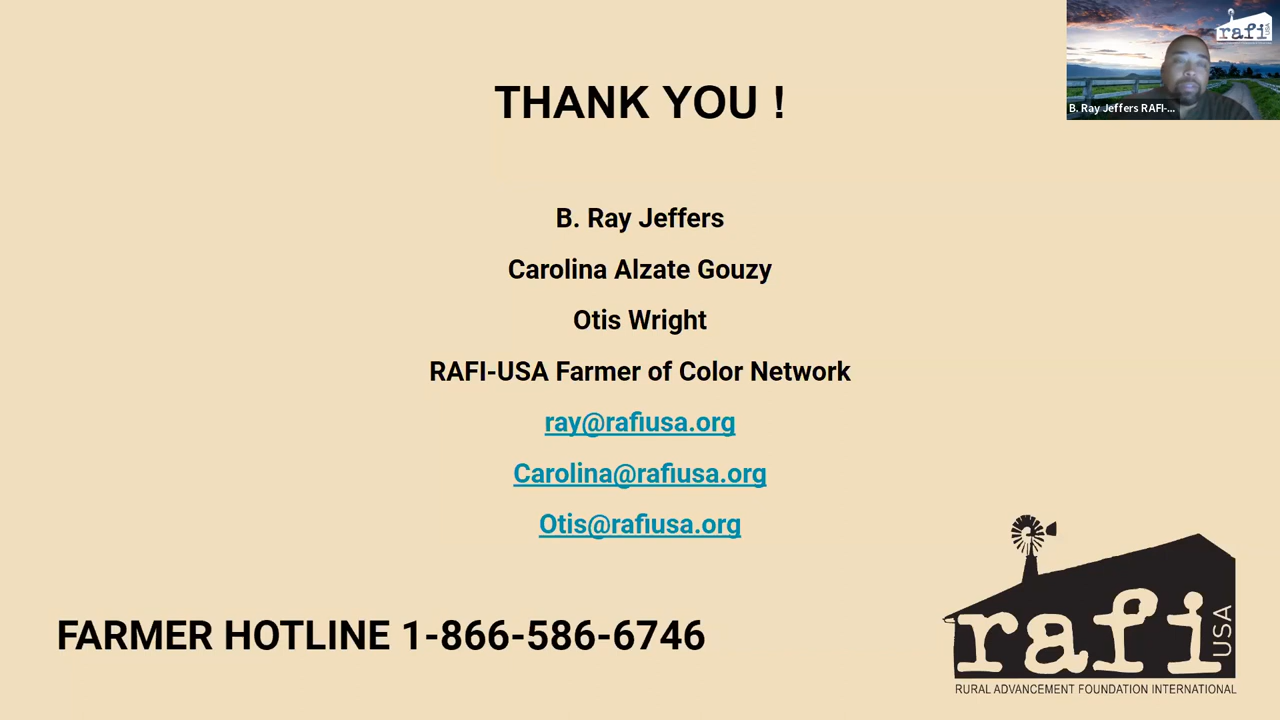 THANK YOU !
B. Ray Jeffers
Carolina Alzate Gouzy
Otis Wright
RAFI-USA Farmer of Color Network
ray@rafiusa.org
Carolina@rafiusa.org
Otis@rafiusa.org
FARMER HOTLINE 1-866-586-6746
rafi USA
RURAL ADVANCEMENT FOUNDATION INTERNATIONAL
rafi USA
B. Ray Jeffers RAFI-...